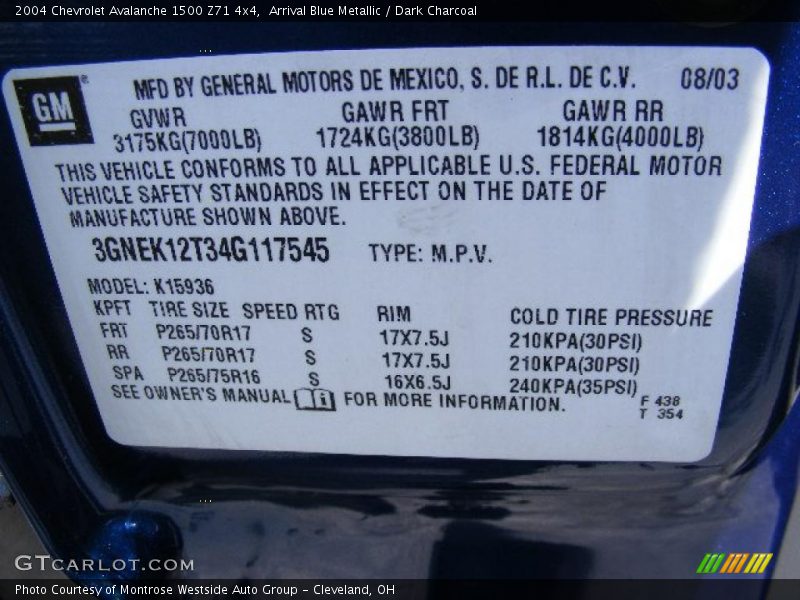 2004 Chevrolet Avalanche 1500 Z71 4x4, Arrival Blue Metallic / Dark Charcoal
GM®
MFD BY GENERAL MOTORS DE MEXICO, S. DE R.L. DE C.V. 08/03
GVWR GAWR FRT GAWR RR
3175KG(7000LB) 1724KG(3800LB) 1814KG(4000LB)
THIS VEHICLE CONFORMS TO ALL APPLICABLE U.S. FEDERAL MOTOR
VEHICLE SAFETY STANDARDS IN EFFECT ON THE DATE OF
MANUFACTURE SHOWN ABOVE.
3GNEK12T34G117545 TYPE: M.P.V.
MODEL: K15936
KPFT TIRE SIZE SPEED RTG RIM COLD TIRE PRESSURE
FRT P265/70R17 S 17X7.5J 210KPA(30PSI)
RR P265/70R17 S 17X7.5J 210KPA(30PSI)
SPA P265/75R16 S 16X6.5J 240KPA(35PSI)
SEE OWNER'S MANUAL i FOR MORE INFORMATION.
F 438
T 354
GTCARLOT.COM
Photo Courtesy of Montrose Westside Auto Group - Cleveland, OH